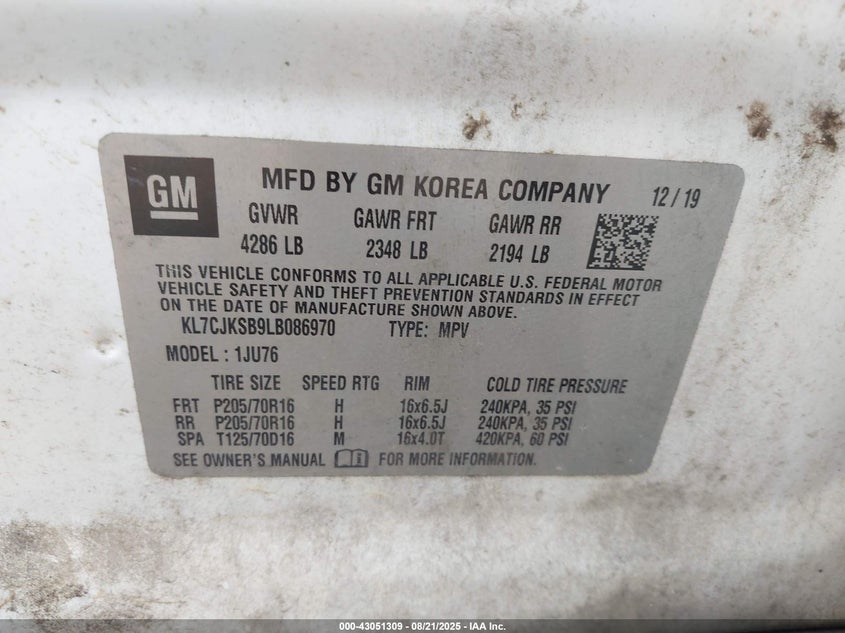 GM
MFD BY GM KOREA COMPANY 12 / 19
GVWR GAWR FRT GAWR RR
4286 LB 2348 LB 2194 LB
THIS VEHICLE CONFORMS TO ALL APPLICABLE U.S. FEDERAL MOTOR
VEHICLE SAFETY AND THEFT PREVENTION STANDARDS IN EFFECT
ON THE DATE OF MANUFACTURE SHOWN ABOVE.
KL7CJKSB9LB086970 TYPE: MPV
MODEL : 1JU76
TIRE SIZE SPEED RTG RIM COLD TIRE PRESSURE
FRT P205/70R16 H 16x6.5J 240KPA, 35 PSI
RR P205/70R16 H 16x6.5J 240KPA, 35 PSI
SPA T125/70D16 M 16x4.0T 420KPA, 60 PSI
SEE OWNER'S MANUAL FOR MORE INFORMATION.
000-43051309 - 08/21/2025 - IAA Inc.